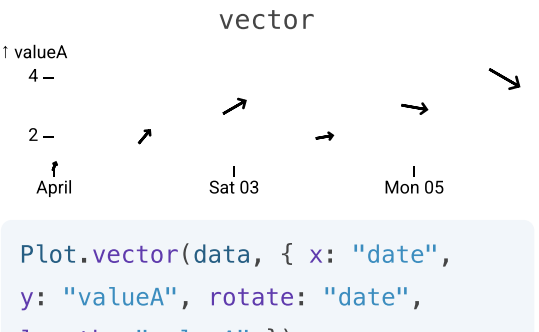 vector
↑ valueA
4
2
April Sat 03 Mon 05
Plot.vector(data, { x: "date",
y: "valueA", rotate: "date",